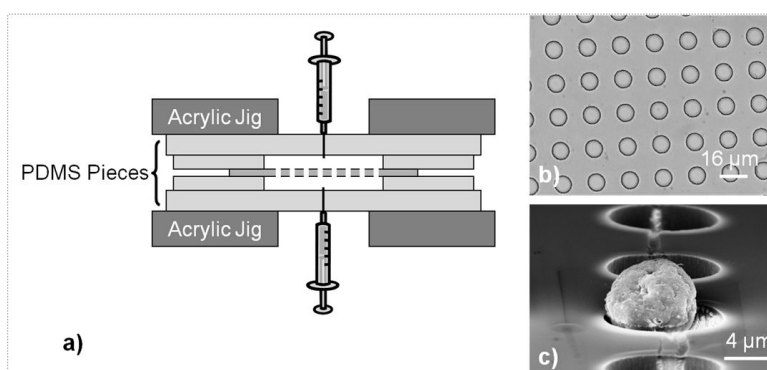 Acrylic Jig
PDMS Pieces
Acrylic Jig
a)
16 µm
b)
4 µm
c)